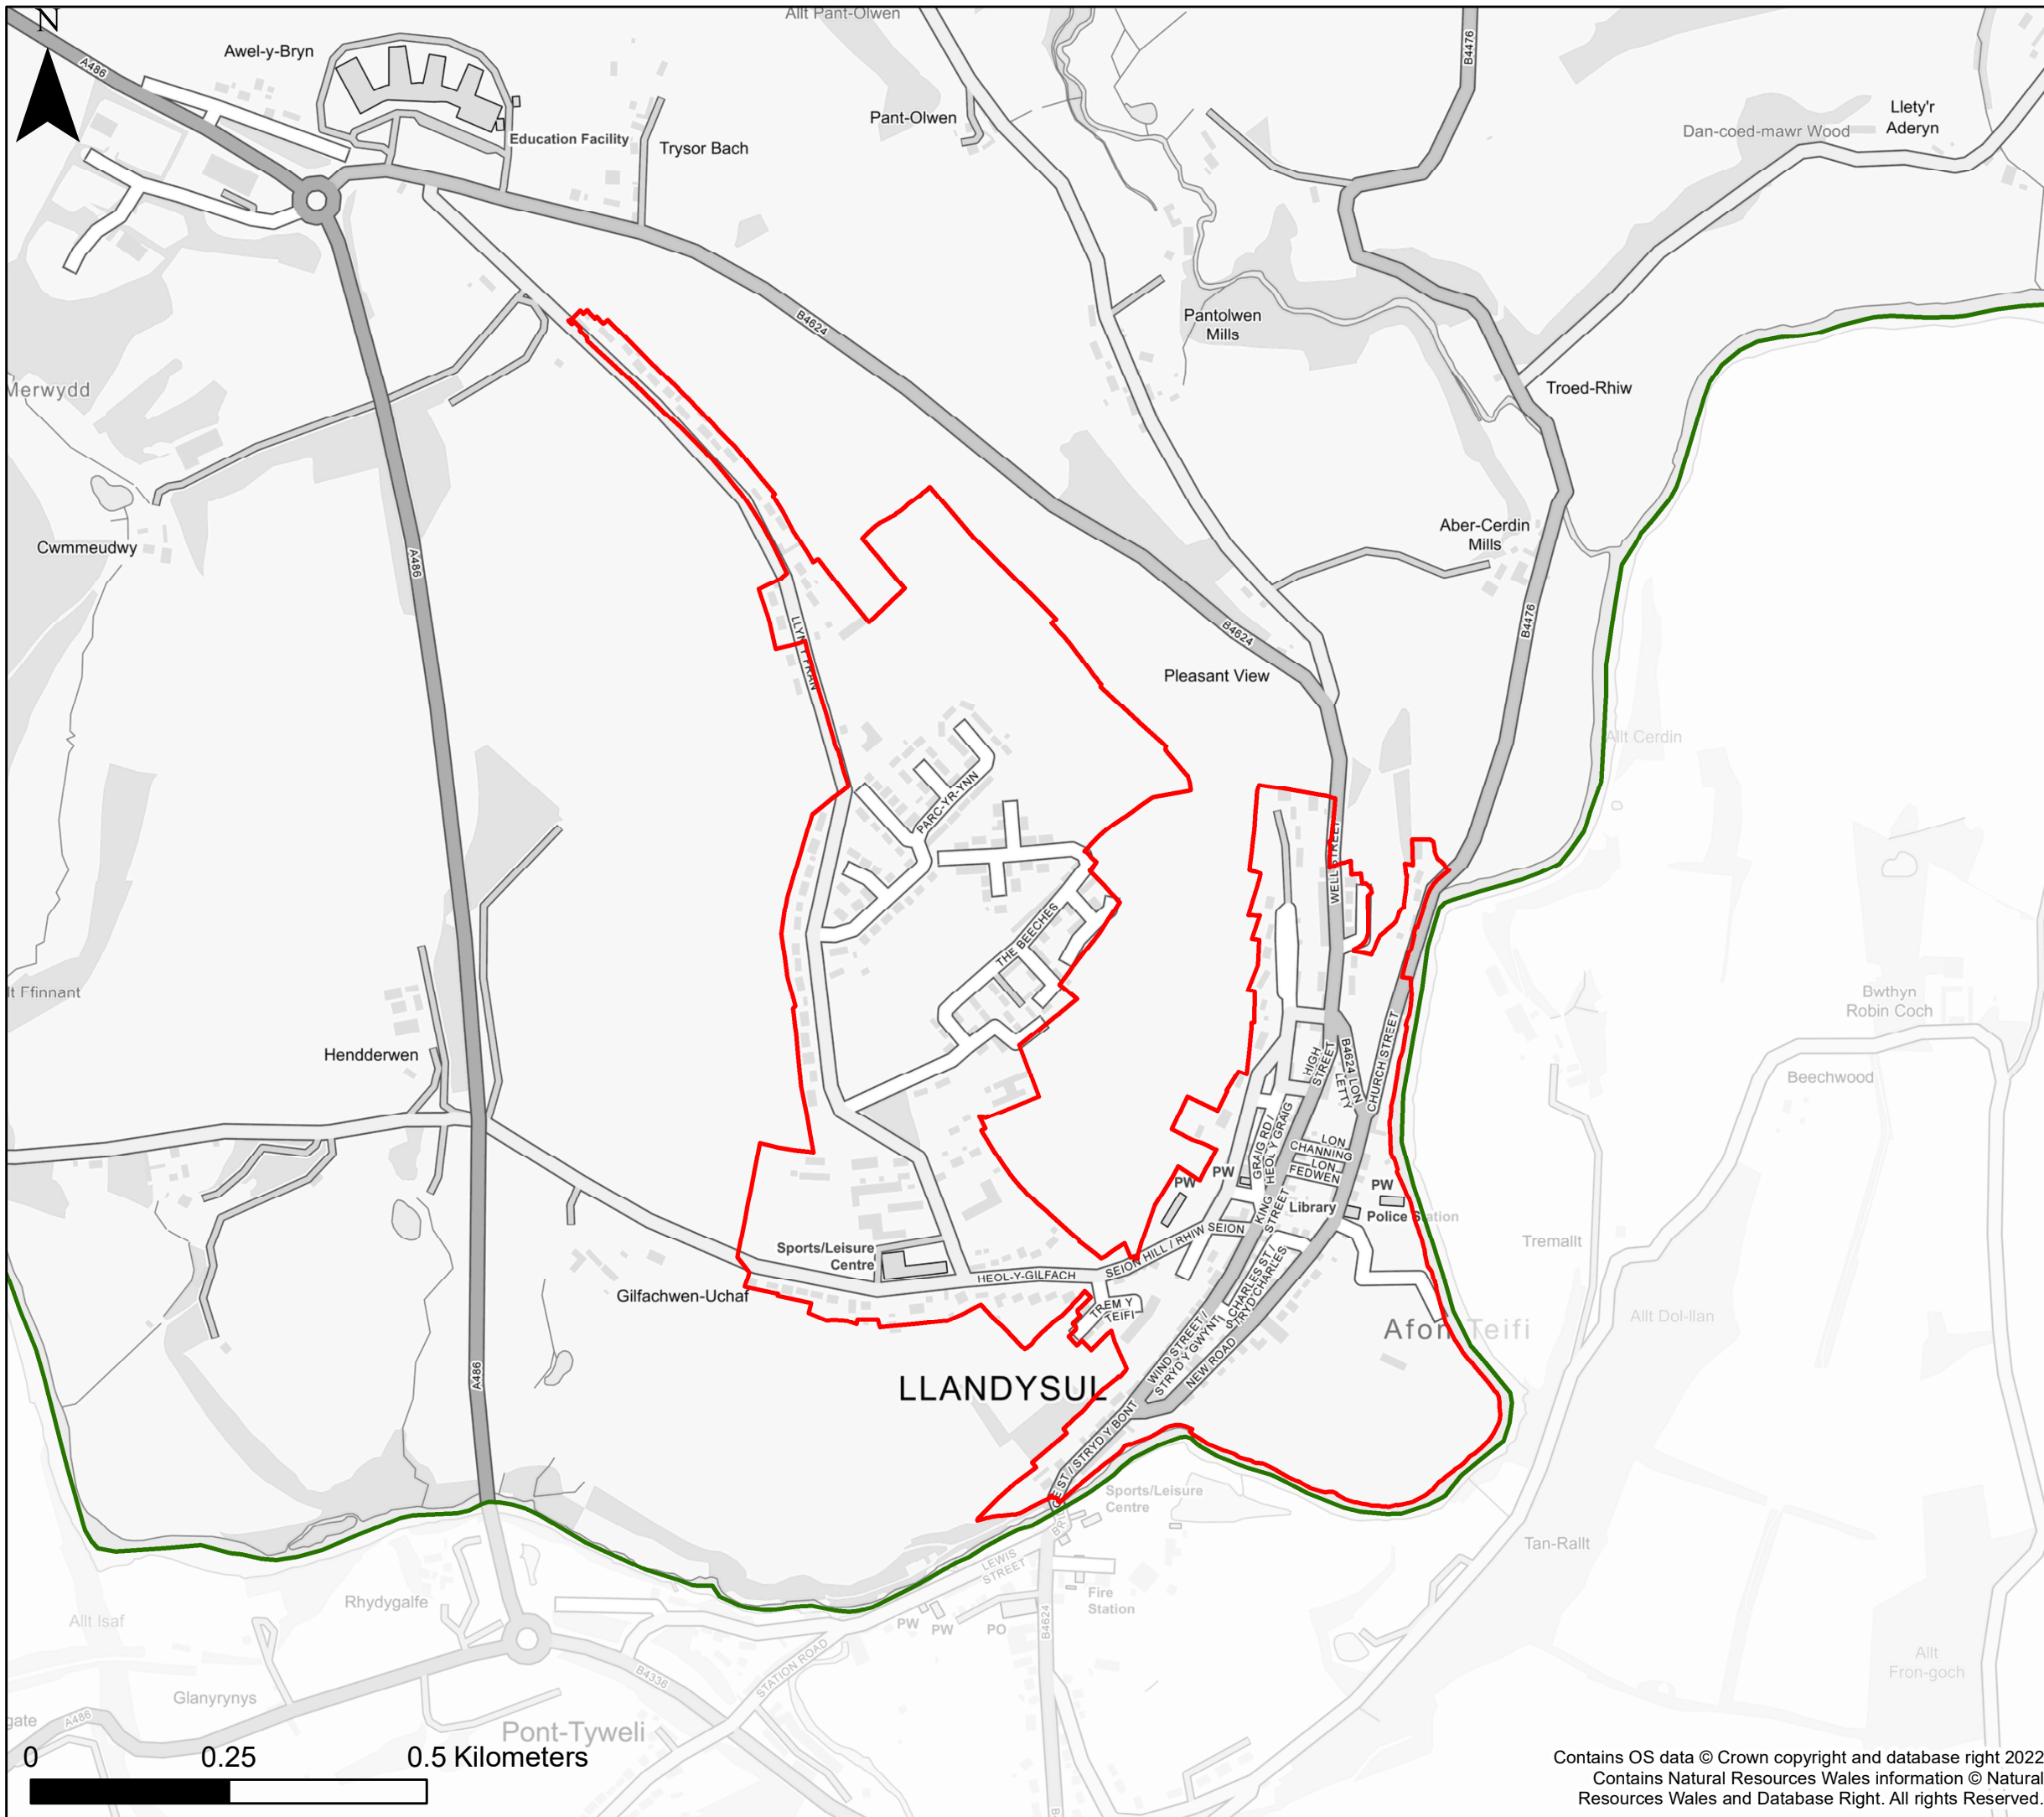 N
Allt Pant-Olwen
Awel-y-Bryn
A486
B4476
Education Facility
Trysor Bach
Pant-Olwen
Llety'r
Aderyn
Dan-coed-mawr Wood
B4624
Pantolwen
Mills
Merwydd
Troed-Rhiw
Cwmmeudwy
A486
Aber-Cerdin
Mills
B4476
B4624
LLYN Y FRAN
Pleasant View
Allt Cerdin
PARC-YR-YNN
WELL STREET
THE BEECHES
lt Ffinnant
Bwthyn
Robin Coch
Hendderwen
HIGH
STREET
B4624 LON
LETTY
CHURCH STREET
Beechwood
GRAIG RD /
HEOL Y GRAIG
LON
CHANNING
LON
FEDWEN
PW
PW
PW
KING
STREET
Library
Police Station
Sports/Leisure
Centre
SEION HILL / RHIW SEION
HEOL-Y-GILFACH
Tremallt
Gilfachwen-Uchaf
TREM Y
TEIFI
CHARLES ST /
STRYD CHARLES
WIND STREET /
STRYD Y GWYNT
NEW ROAD
Afon Teifi
Allt Dol-llan
LLANDYSUL
A486
BRIDGE ST / STRYD Y BONT
Sports/Leisure
Centre
Tan-Rallt
LEWIS
STREET
Rhydygalfe
Fire
Station
Allt Isaf
PW
PW
PO
B4624
Allt
Fron-goch
STATION ROAD
B4336
Glanyrynys
gate
A486
Pont-Tyweli
0
0.25
0.5 Kilometers
Contains OS data © Crown copyright and database right 2022
Contains Natural Resources Wales information © Natural
Resources Wales and Database Right. All rights Reserved.